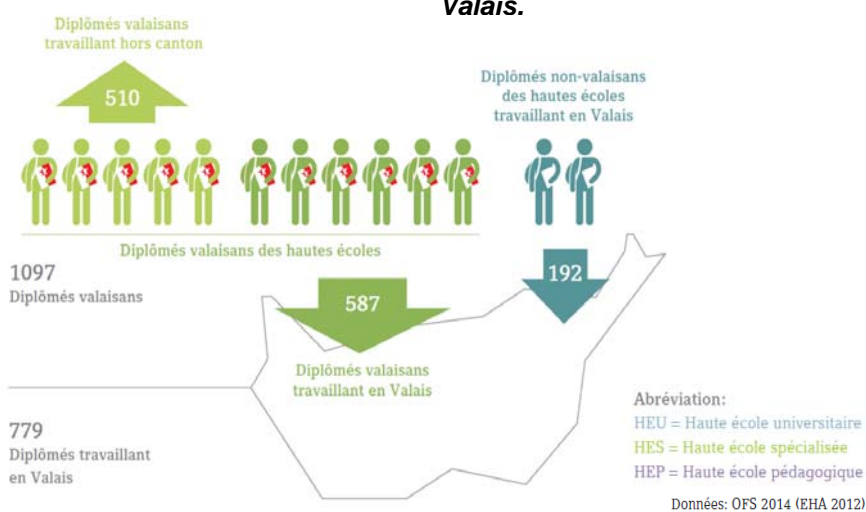 Valais.
Diplômés valaisans
travaillant hors canton
510
Diplômés non-valaisans
des hautes écoles
travaillant en Valais
Diplômés valaisans des hautes écoles
1097
Diplômés valaisans
587
192
Diplômés valaisans
travaillant en Valais
779
Diplômés travaillant
en Valais
Abréviation:
HEU = Haute école universitaire
HES = Haute école spécialisée
HEP = Haute école pédagogique
Données: OFS 2014 (EHA 2012)